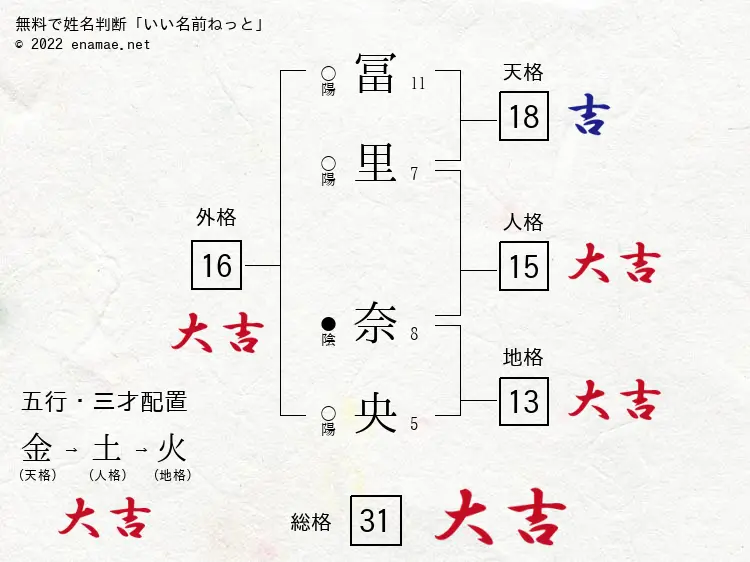 無料で姓名判断「いい名前ねっと」
© 2022 enamae.net
○陽 冨 11
天格
18 吉
○陽 里 7
外格
16
大吉
人格
15 大吉
●陰 奈 8
地格
13 大吉
○陽 央 5
五行・三才配置
金→土→火
(天格) (人格) (地格)
大吉
総格 31 大吉